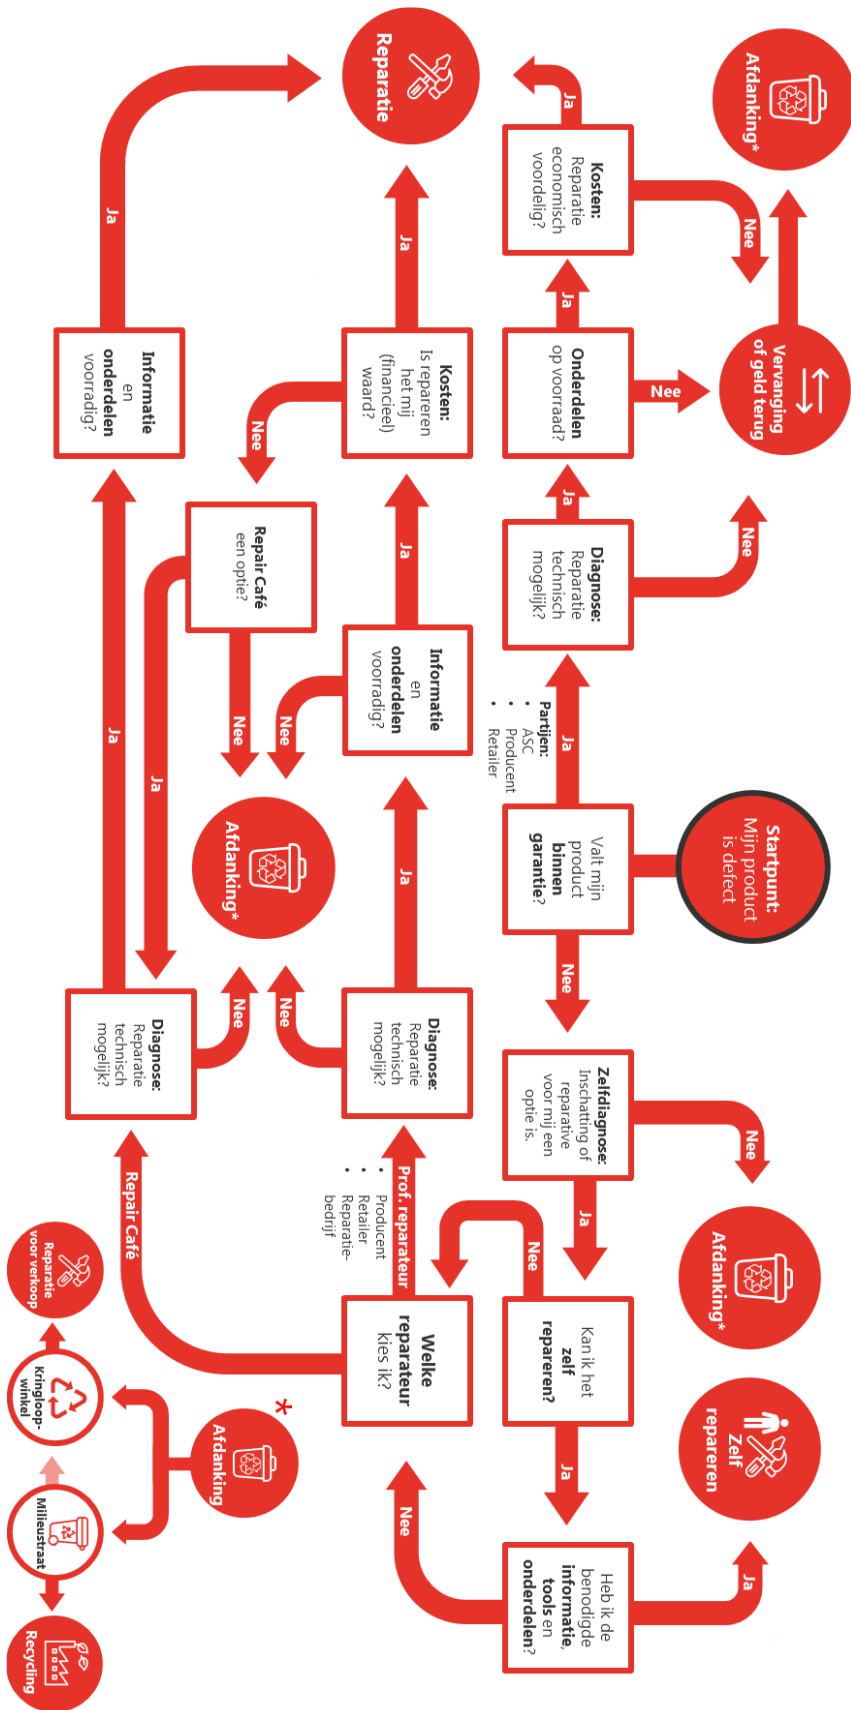 Afdanking*
Vervanging
of geld terug
Startpunt:
Mijn product
is defect
Afdanking*
Zelf
repareren
Nee
Nee
Nee
Nee
Ja
Kosten:
Reparatie
economisch
voordelig?
Ja
Ja
Onderdelen
op voorraad?
Ja
Diagnose:
Reparatie
technisch
mogelijk?
Ja
Partijen:
• ASC
• Producent
• Retailer
Valt mijn
product
binnen
garantie?
Nee
Zelfdiagnose:
Inschatting of
reparative
voor mij een
optie is.
Ja
Kan ik het
zelf
repareren?
Ja
Heb ik de
benodigde
informatie,
tools en
onderdelen?
Nee
Nee
Reparatie
Ja
Kosten:
Is repareren
het mij
(financieel)
waard?
Ja
Informatie
en
onderdelen
voorradig?
Ja
Diagnose:
Reparatie
technisch
mogelijk?
Prof. reparateur
• Producent
• Retailer
• Reparatie-
bedrijf
Welke
reparateur
kies ik?
Nee
Repair Café
een optie?
Nee
Nee
Afdanking*
Nee
Nee
Ja
Ja
Informatie
en
onderdelen
voorradig?
Ja
Diagnose:
Reparatie
technisch
mogelijk?
Repair Café
*
Afdanking
Reparatie
voor verkoop
Kringloop-
winkel
Milieustraat
Recycling